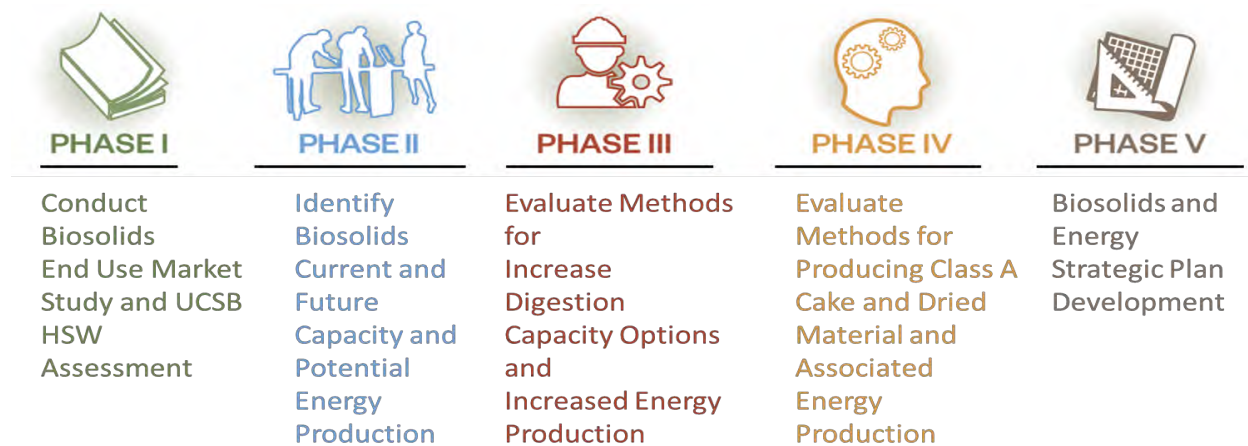 PHASE I
Conduct
Biosolids
End Use Market
Study and UCSB
HSW
Assessment
PHASE II
Identify
Biosolids
Current and
Future
Capacity and
Potential
Energy
Production
PHASE III
Evaluate Methods
for
Increase
Digestion
Capacity Options
and
Increased Energy
Production
PHASE IV
Evaluate
Methods for
Producing Class A
Cake and Dried
Material and
Associated
Energy
Production
PHASE V
Biosolids and
Energy
Strategic Plan
Development